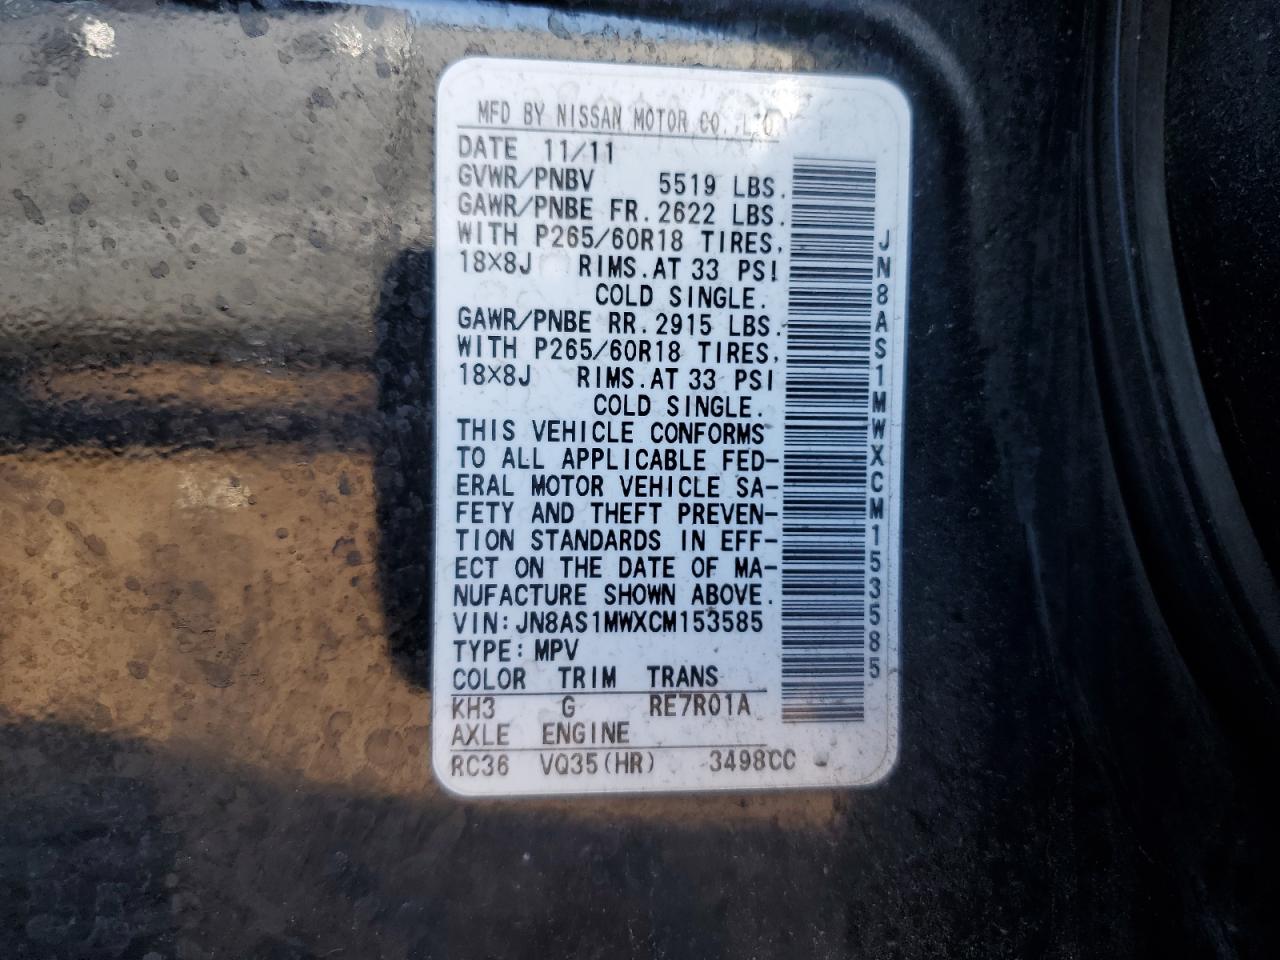 MFD BY NISSAN MOTOR CO.,LTD.
DATE 11/11
GVWR/PNBV 5519 LBS.
GAWR/PNBE FR. 2622 LBS.
WITH P265/60R18 TIRES,
18×8J RIMS. AT 33 PSI
COLD SINGLE.
GAWR/PNBE RR. 2915 LBS.
WITH P265/60R18 TIRES,
18×8J RIMS. AT 33 PSI
COLD SINGLE.
THIS VEHICLE CONFORMS
TO ALL APPLICABLE FED-
ERAL MOTOR VEHICLE SA-
FETY AND THEFT PREVEN-
TION STANDARDS IN EFF-
ECT ON THE DATE OF MA-
NUFACTURE SHOWN ABOVE.
VIN: JN8AS1MWXCM153585
TYPE: MPV
COLOR TRIM TRANS
KH3 G RE7R01A
AXLE ENGINE
RC36 VQ35(HR) 3498CC
JN8AS1MWXCM153585